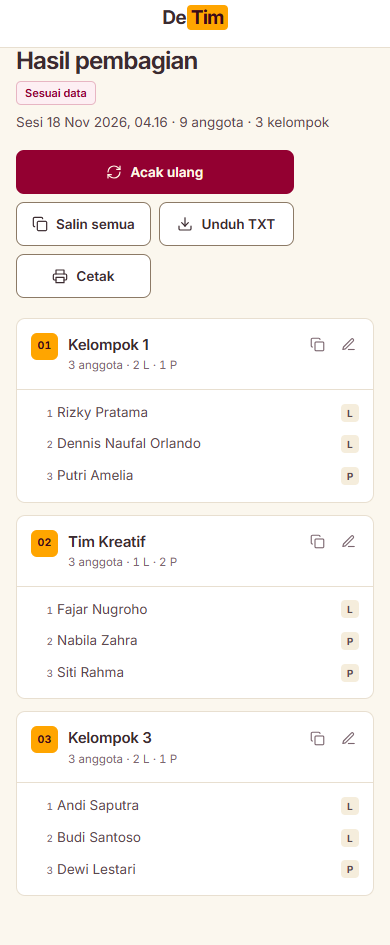 DeTim
Hasil pembagian
Sesuai data
Sesi 18 Nov 2026, 04.16 · 9 anggota · 3 kelompok
Acak ulang
Salin semua
Unduh TXT
Cetak
01 Kelompok 1
3 anggota · 2 L · 1 P
1 Rizky Pratama L
2 Dennis Naufal Orlando L
3 Putri Amelia P
02 Tim Kreatif
3 anggota · 1 L · 2 P
1 Fajar Nugroho L
2 Nabila Zahra P
3 Siti Rahma P
03 Kelompok 3
3 anggota · 2 L · 1 P
1 Andi Saputra L
2 Budi Santoso L
3 Dewi Lestari P